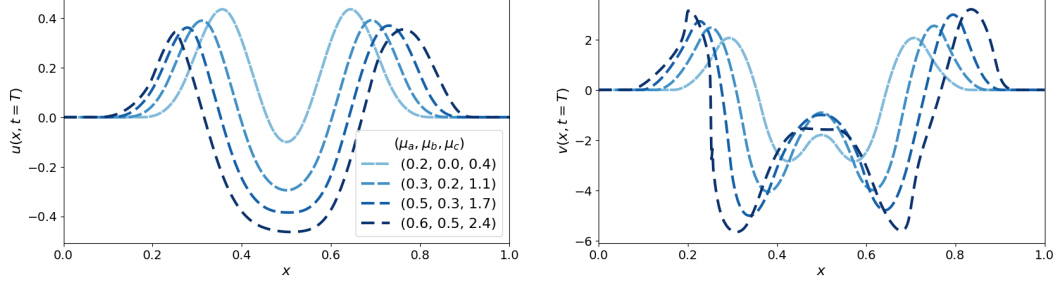 0.4
0.2
0.0
−0.2
−0.4
u(x, t = T)
0.0 0.2 0.4 0.6 0.8 1.0
x
(μa, μb, μc)
(0.2, 0.0, 0.4)
(0.3, 0.2, 1.1)
(0.5, 0.3, 1.7)
(0.6, 0.5, 2.4)
2
0
−2
−4
−6
v(x, t = T)
0.0 0.2 0.4 0.6 0.8 1.0
x